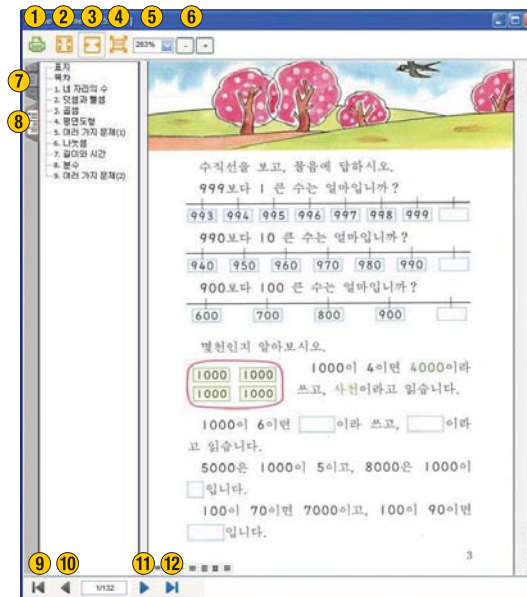 1 2 3 4 5 6
263%
- +
7
8
표지
목차
1. 네 자리의 수
2. 덧셈과 뺄셈
3. 곱셈
4. 평면도형
5. 여러 가지 문제(1)
6. 나눗셈
7. 길이와 시간
8. 분수
9. 여러 가지 문제(2)
수직선을 보고, 물음에 답하시오.
999보다 1 큰 수는 얼마입니까?
993 994 995 996 997 998 999
990보다 10 큰 수는 얼마입니까?
940 950 960 970 980 990
900보다 100 큰 수는 얼마입니까?
600 700 800 900
몇천인지 알아보시오.
1000 1000
1000 1000
1000이 4이면 4000이라
쓰고, 사천이라고 읽습니다.
1000이 6이면 이라 쓰고, 이라
고 읽습니다.
5000은 1000이 5이고, 8000은 1000이
입니다.
100이 70이면 7000이고, 100이 90이면
입니다.
3
9 10 11 12
1/132